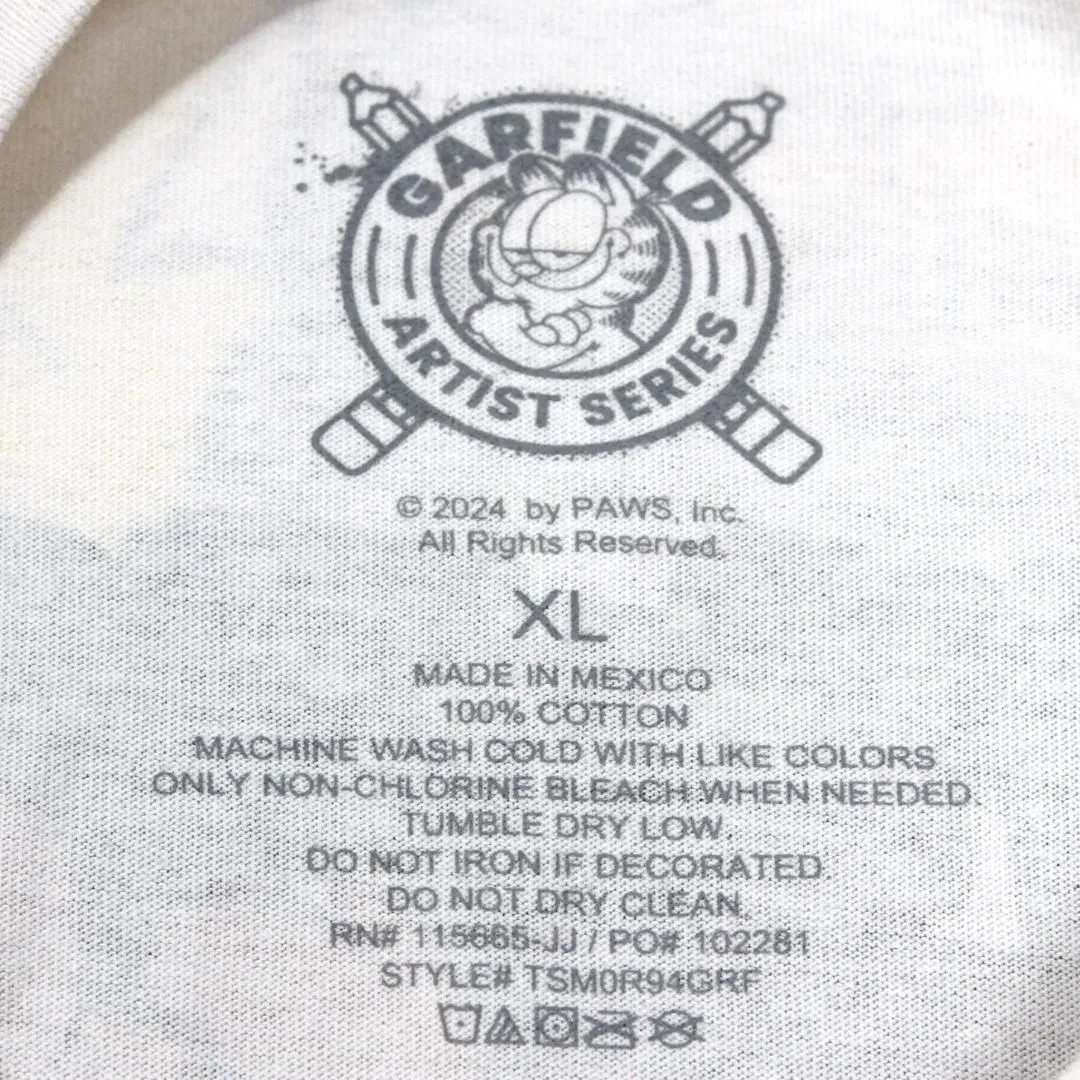 GARFIELD
ARTIST SERIES
© 2024 by PAWS, Inc.
All Rights Reserved.
XL
MADE IN MEXICO
100% COTTON
MACHINE WASH COLD WITH LIKE COLORS
ONLY NON-CHLORINE BLEACH WHEN NEEDED.
TUMBLE DRY LOW.
DO NOT IRON IF DECORATED.
DO NOT DRY CLEAN.
RN# 115665-JJ / PO# 102281
STYLE# TSM0R94GRF